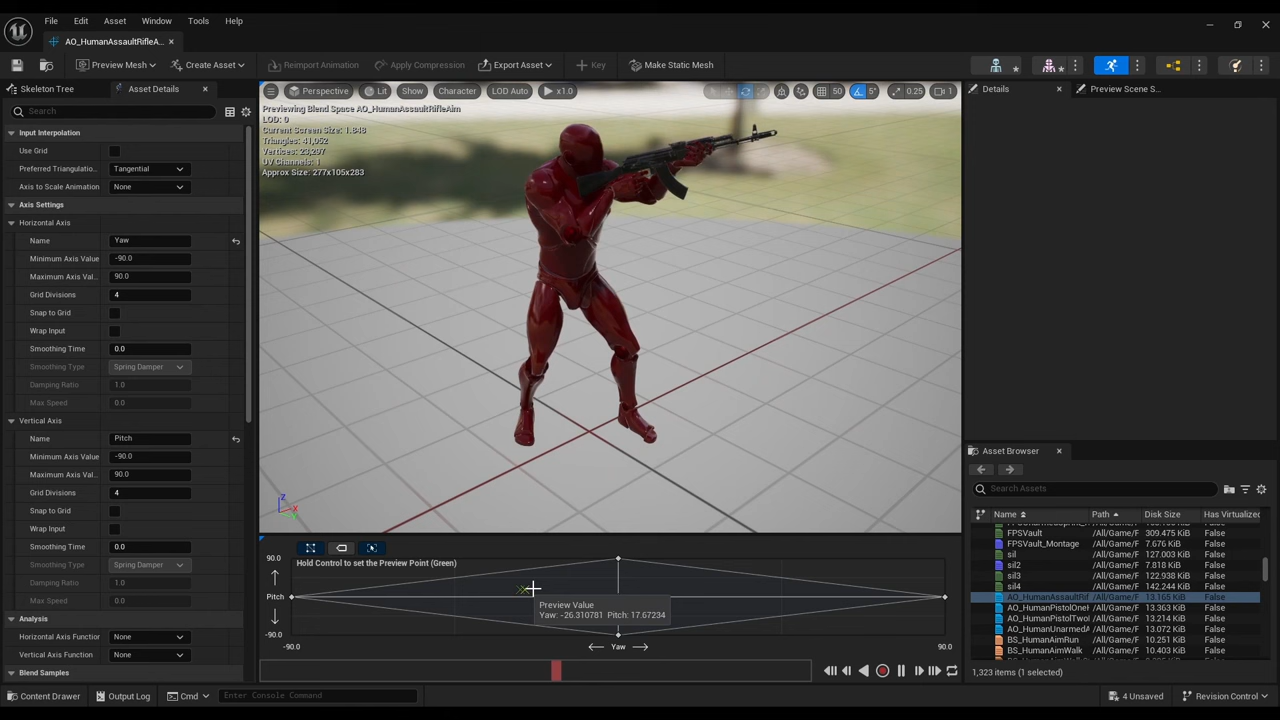 File Edit Asset Window Tools Help
AO_HumanAssaultRifleA...
Preview Mesh Create Asset Reimport Animation Apply Compression Export Asset Key Make Static Mesh
Skeleton Tree Asset Details
Search
Input Interpolation
Use Grid
Preferred Triangulatio... Tangential
Axis to Scale Animation None
Axis Settings
Horizontal Axis
Name Yaw
Minimum Axis Value -90.0
Maximum Axis Val... 90.0
Grid Divisions 4
Snap to Grid
Wrap Input
Smoothing Time 0.0
Smoothing Type Spring Damper
Damping Ratio 1.0
Max Speed 0.0
Vertical Axis
Name Pitch
Minimum Axis Value -90.0
Maximum Axis Val... 90.0
Grid Divisions 4
Snap to Grid
Wrap Input
Smoothing Time 0.0
Smoothing Type Spring Damper
Damping Ratio 1.0
Max Speed 0.0
Analysis
Horizontal Axis Function None
Vertical Axis Function None
Blend Samples
Perspective Lit Show Character LOD Auto x1.0 50 5° 0.25 1
Previewing Blend Space AO_HumanAssaultRifleAim
LOD: 0
Current Screen Size: 1.848
Triangles: 41,052
Vertices: 23,297
UV Channels: 1
Approx Size: 277x105x283
90.0 Hold Control to set the Preview Point (Green)
Pitch
-90.0
Preview Value
Yaw: -26.310781 Pitch: 17.67234
-90.0 Yaw 90.0
Details Preview Scene S...
Asset Browser
Search Assets
Name Path Disk Size Has Virtualized
FPSVault /All/Game/F 309.475 KiB False
FPSVault_Montage /All/Game/F 7.676 KiB False
sil /All/Game/F 127.003 KiB False
sil2 /All/Game/F 7.818 KiB False
sil3 /All/Game/F 122.938 KiB False
sil4 /All/Game/F 142.244 KiB False
AO_HumanAssaultRif /All/Game/F 13.165 KiB False
AO_HumanPistolOneH /All/Game/F 13.363 KiB False
AO_HumanPistolTwo /All/Game/F 13.214 KiB False
AO_HumanUnarmedA /All/Game/F 13.072 KiB False
BS_HumanAimRun /All/Game/F 10.251 KiB False
BS_HumanAimWalk /All/Game/F 10.403 KiB False
1,323 items (1 selected)
Content Drawer Output Log Cmd Enter Console Command 4 Unsaved Revision Control